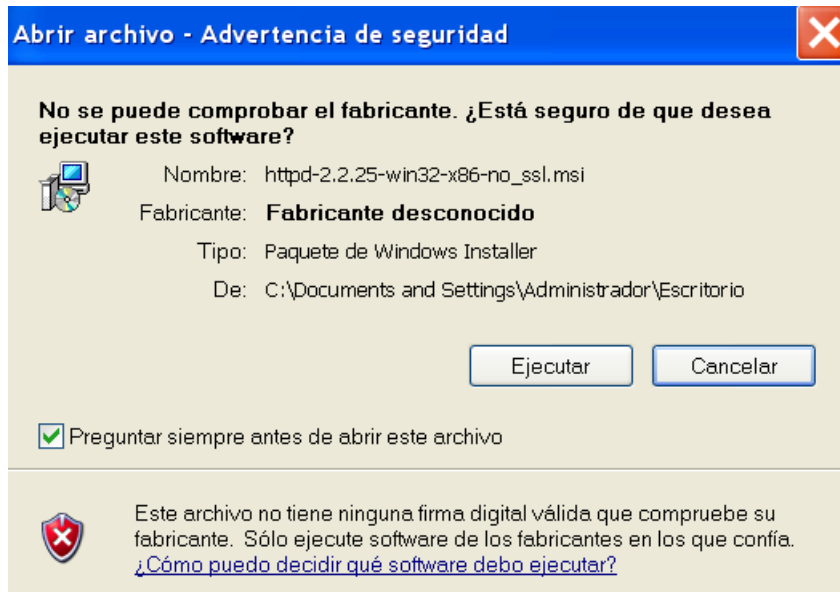 Abrir archivo - Advertencia de seguridad
No se puede comprobar el fabricante. ¿Está seguro de que desea
ejecutar este software?
Nombre: httpd-2.2.25-win32-x86-no_ssl.msi
Fabricante: Fabricante desconocido
Tipo: Paquete de Windows Installer
De: C:\Documents and Settings\Administrador\Escritorio
Ejecutar Cancelar
Preguntar siempre antes de abrir este archivo
Este archivo no tiene ninguna firma digital válida que compruebe su
fabricante. Sólo ejecute software de los fabricantes en los que confía.
¿Cómo puedo decidir qué software debo ejecutar?